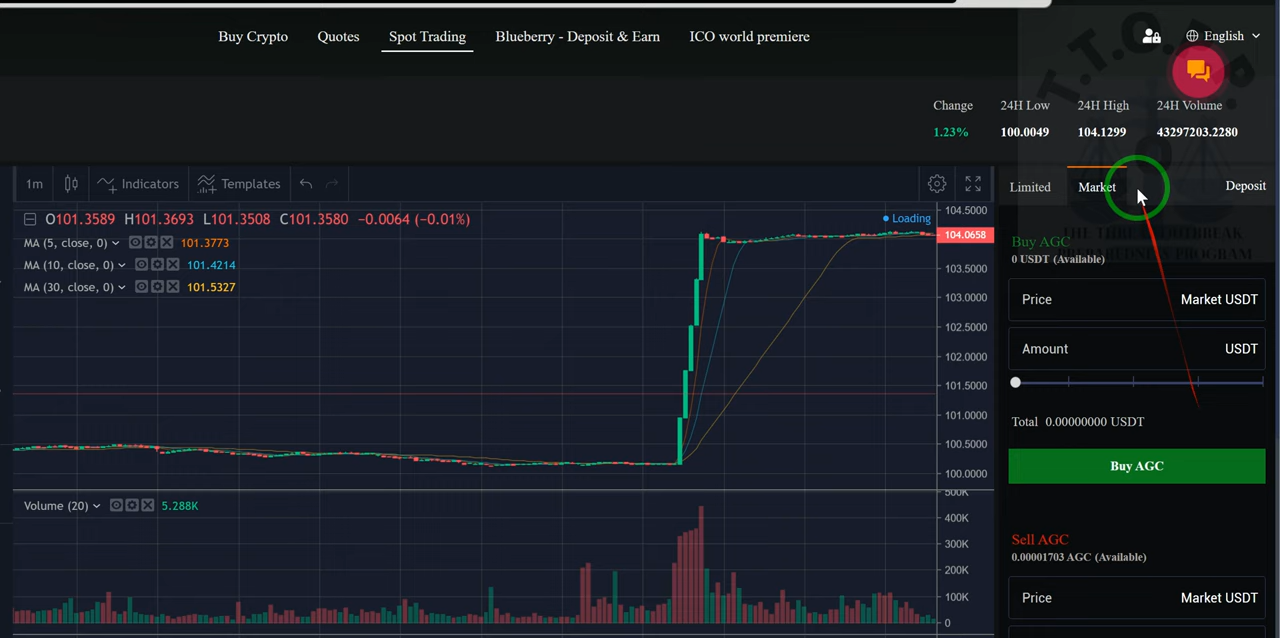 Buy Crypto Quotes Spot Trading Blueberry - Deposit & Earn ICO world premiere English
T.T.O.P.P
Change 24H Low 24H High 24H Volume
1.23% 100.0049 104.1299 43297203.2280
1m Indicators Templates Limited Market Deposit
O101.3589 H101.3693 L101.3508 C101.3580 −0.0064 (−0.01%) Loading
MA (5, close, 0) 101.3773
MA (10, close, 0) 101.4214
MA (30, close, 0) 101.5327
104.5000
104.0658
103.5000
103.0000
102.5000
102.0000
101.5000
101.0000
100.5000
100.0000
Volume (20) 5.288K
500K
400K
300K
200K
100K
0
THE THREAT OUTBREAK
PREPAREDNESS PROGRAM
Buy AGC
0 USDT (Available)
Price Market USDT
Amount USDT
Total 0.00000000 USDT
Buy AGC
Sell AGC
0.00001703 AGC (Available)
Price Market USDT